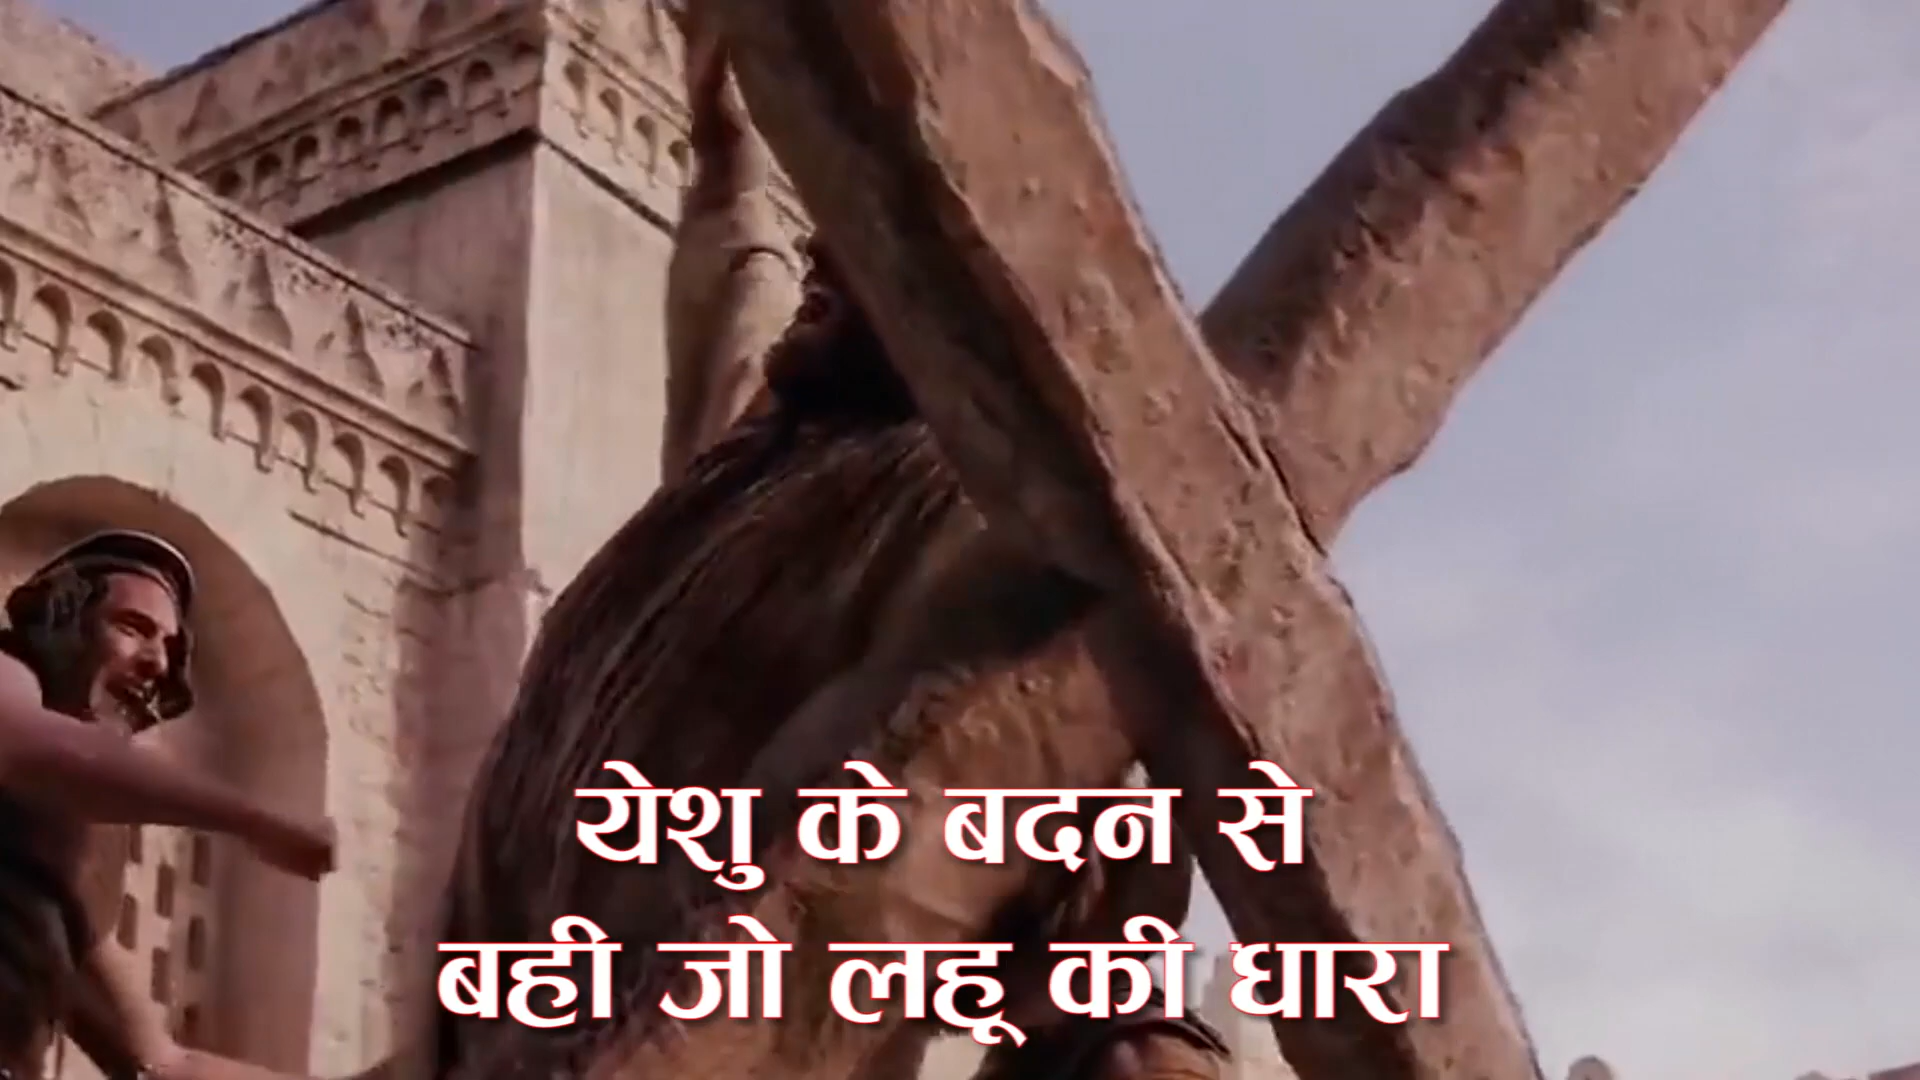 येशु के बदन से
बही जो लहू की धारा